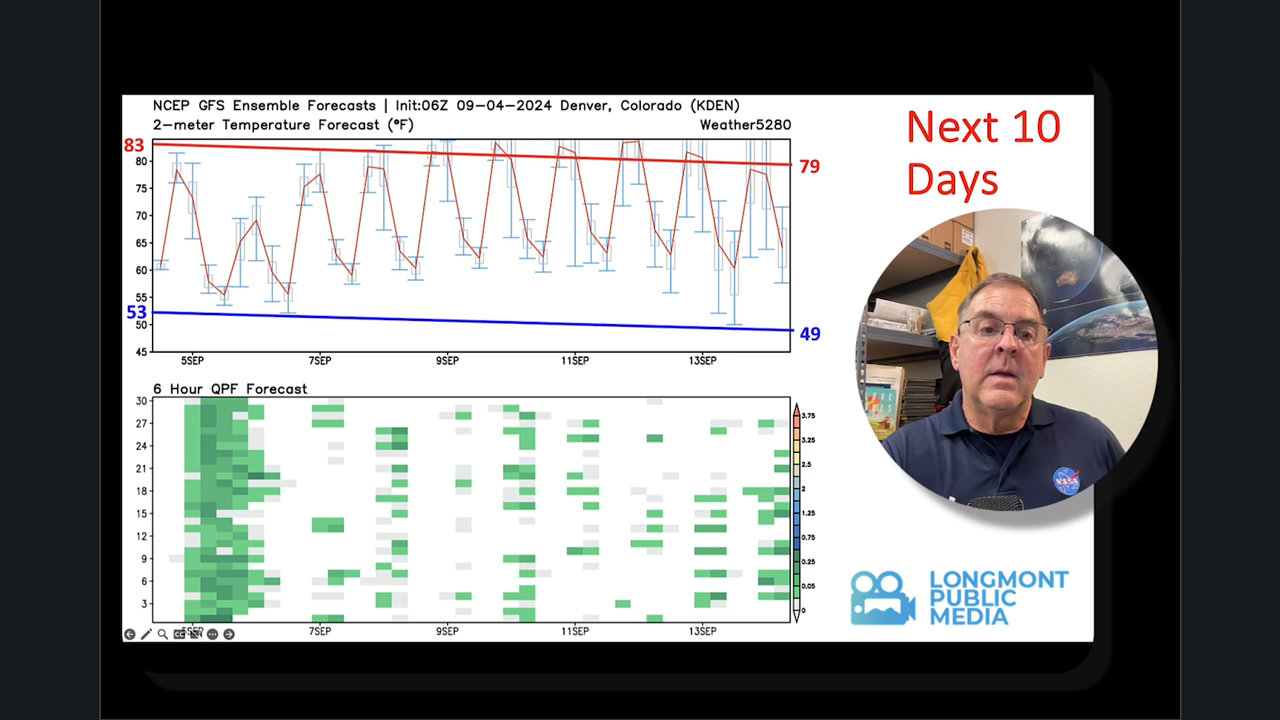 NCEP GFS Ensemble Forecasts | Init:06Z 09-04-2024 Denver, Colorado (KDEN)
2-meter Temperature Forecast (°F)
Weather5280
Next 10
Days
83
79
80
75
70
65
60
55
53
50
49
45
5SEP
7SEP
9SEP
11SEP
13SEP
6 Hour QPF Forecast
30
27
24
21
18
15
12
9
6
3
3.75
3.25
2.5
2
1.25
0.75
0.25
0.05
0
5SEP
7SEP
9SEP
11SEP
13SEP
NASA
LONGMONT
PUBLIC
MEDIA